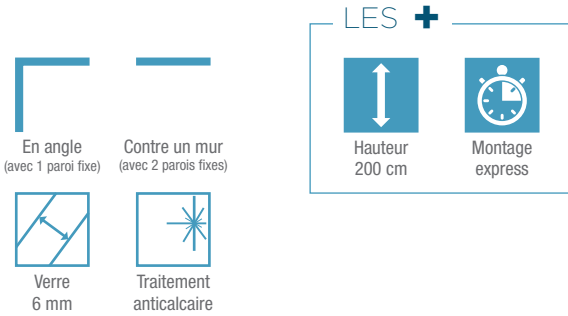 LES +
En angle
(avec 1 paroi fixe)
Contre un mur
(avec 2 parois fixes)
Hauteur
200 cm
Montage
express
Verre
6 mm
Traitement
anticalcaire